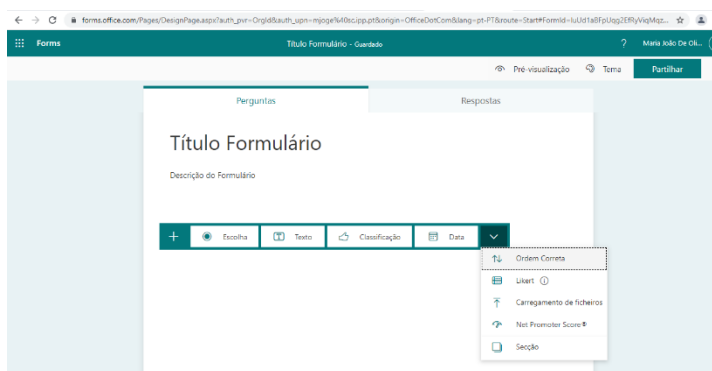 forms.office.com/Pages/DesignPage.aspx?auth_pvr=OrgId&auth_upn=mjoge%40sc.ipp.pt&origin=OfficeDotCom&lang=pt-PT&route=Start#FormId=
Forms
Título Formulário - Guardado
? Maria João De Oli...
Pré-visualização
Tema
Partilhar
Perguntas
Respostas
Título Formulário
Descrição do Formulário
+ Escolha
Texto
Classificação
Data
Ordem Correta
Likert
Carregamento de ficheiros
Net Promoter Score®
Secção